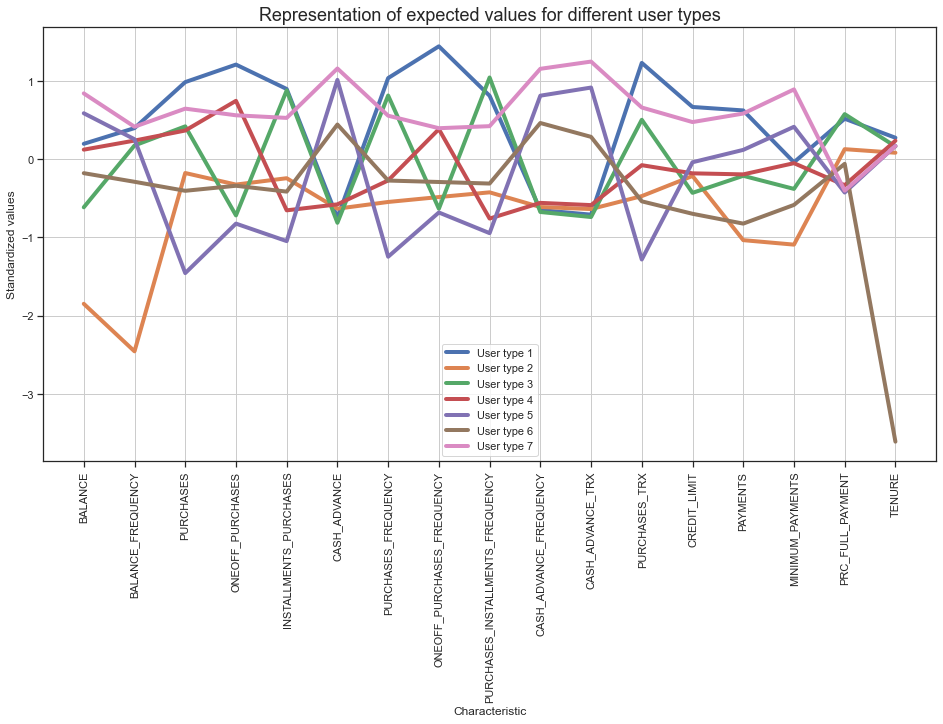 Representation of expected values for different user types
Standardized values
1
0
−1
−2
−3
User type 1
User type 2
User type 3
User type 4
User type 5
User type 6
User type 7
BALANCE
BALANCE_FREQUENCY
PURCHASES
ONEOFF_PURCHASES
INSTALLMENTS_PURCHASES
CASH_ADVANCE
PURCHASES_FREQUENCY
ONEOFF_PURCHASES_FREQUENCY
PURCHASES_INSTALLMENTS_FREQUENCY
CASH_ADVANCE_FREQUENCY
CASH_ADVANCE_TRX
PURCHASES_TRX
CREDIT_LIMIT
PAYMENTS
MINIMUM_PAYMENTS
PRC_FULL_PAYMENT
TENURE
Characteristic